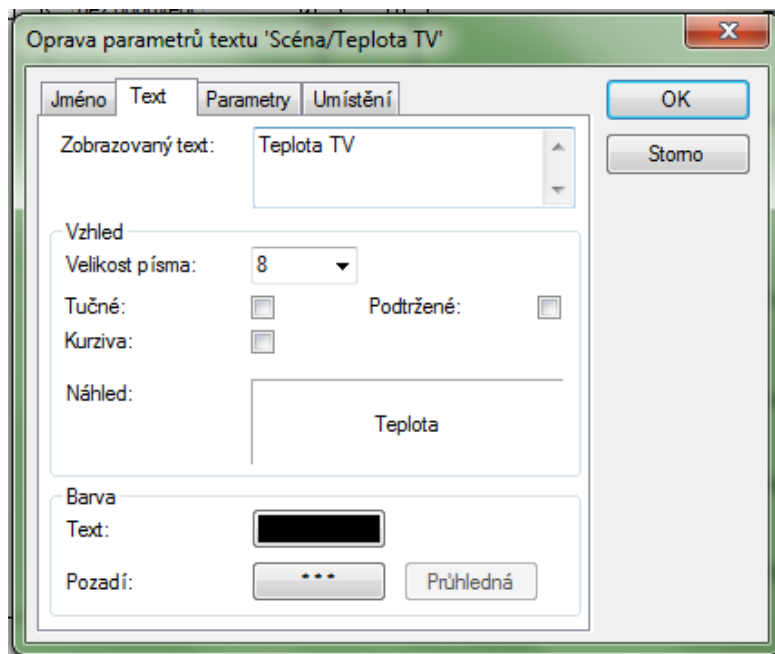 Oprava parametrů textu 'Scéna/Teplota TV'
Jméno Text Parametry Umístění
OK
Zobrazovaný text: Teplota TV
Storno
Vzhled
Velikost písma: 8
Tučné: Podtržené:
Kurziva:
Náhled:
Teplota
Barva
Text:
Pozadí: *** Průhledná